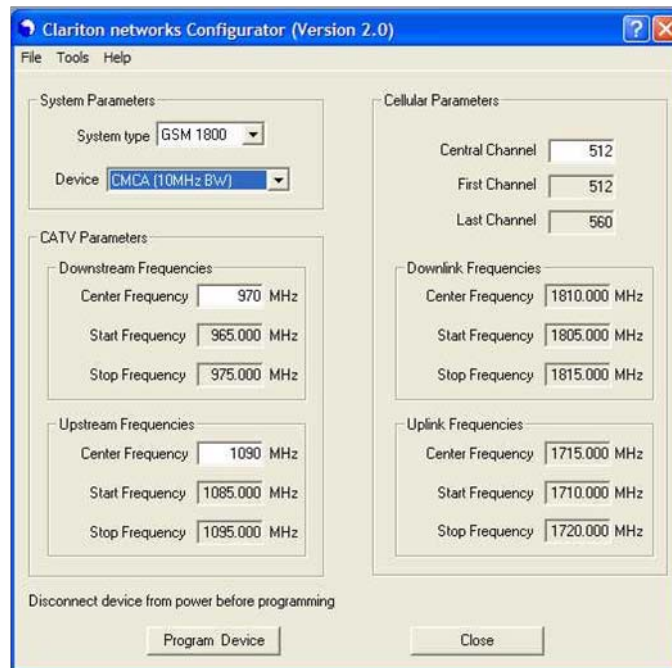 Clariton networks Configurator (Version 2.0)
File Tools Help
System Parameters
System type GSM 1800
Device CMCA (10MHz BW)
CATV Parameters
Downstream Frequencies
Center Frequency 970 MHz
Start Frequency 965.000 MHz
Stop Frequency 975.000 MHz
Upstream Frequencies
Center Frequency 1090 MHz
Start Frequency 1085.000 MHz
Stop Frequency 1095.000 MHz
Cellular Parameters
Central Channel 512
First Channel 512
Last Channel 560
Downlink Frequencies
Center Frequency 1810.000 MHz
Start Frequency 1805.000 MHz
Stop Frequency 1815.000 MHz
Uplink Frequencies
Center Frequency 1715.000 MHz
Start Frequency 1710.000 MHz
Stop Frequency 1720.000 MHz
Disconnect device from power before programming
Program Device Close